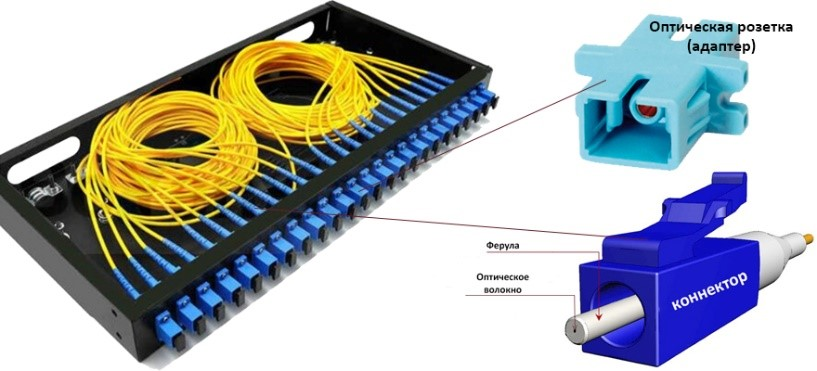 Оптическая розетка
(адаптер)
Ферула
Оптическое
волокно
коннектор